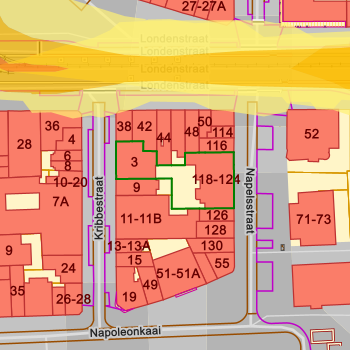 27-27A
Londenstraat
Londenstraat
Londenstraat
Londenstraat
36
38
42
50
4
44
48
114
52
28
116
6
3
8
118-124
10-20
9
7A
Kribbestraat
Napelsstraat
11-11B
126
71-73
128
9
13-13A
130
15
24
51-51A
55
35
49
26-28
19
Napoleonkaai